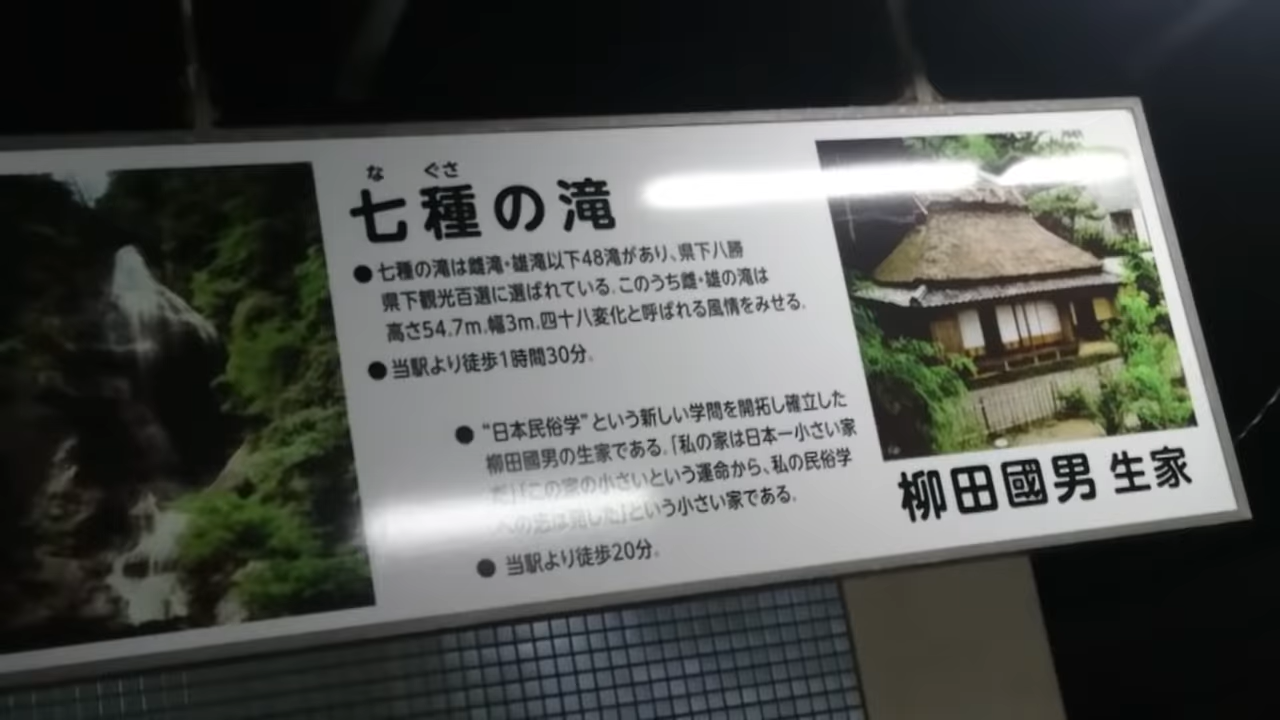 な ぐさ
七種の滝
●七種の滝は雌滝・雄滝以下48滝があり、県下八勝
県下観光百選に選ばれている。このうち雌・雄の滝は
高さ54.7m.幅3m.四十八変化と呼ばれる風情をみせる。
●当駅より徒歩1時間30分。
●“日本民俗学”という新しい学問を開拓し確立した
柳田國男の生家である。「私の家は日本一小さい家
だ」「この家の小さいという運命から、私の民俗学
への志は発した」という小さい家である。
●当駅より徒歩20分。
柳田國男 生家